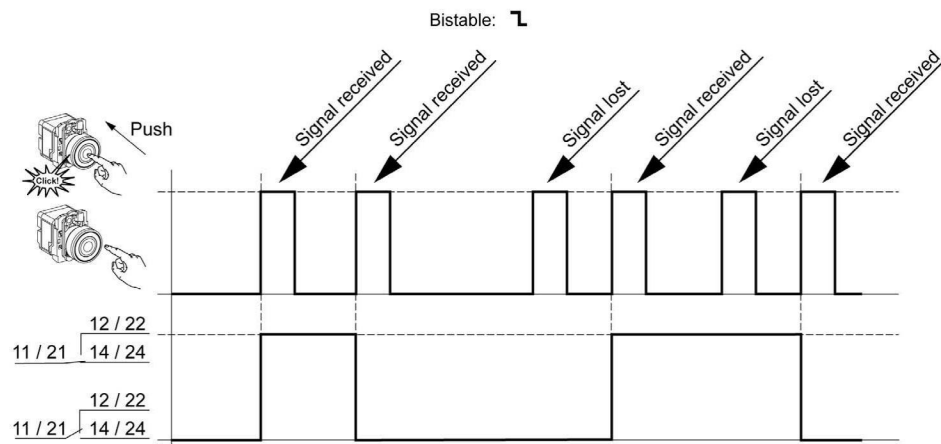 Bistable:
Signal received
Signal received
Signal lost
Signal received
Signal lost
Signal received
Push
Click!
12 / 22
11 / 21 14 / 24
12 / 22
11 / 21 14 / 24